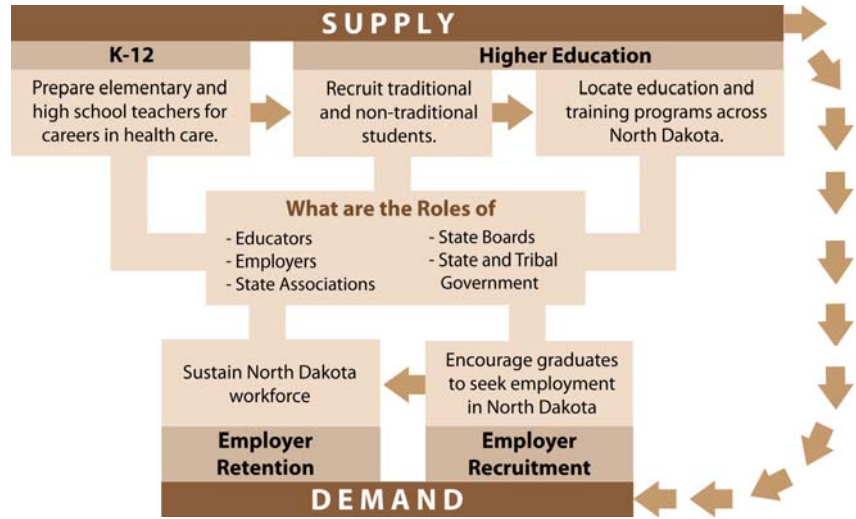 SUPPLY
K-12
Higher Education
Prepare elementary and
high school teachers for
careers in health care.
Recruit traditional
and non-traditional
students.
Locate education and
training programs across
North Dakota.
What are the Roles of
- Educators
- Employers
- State Associations
- State Boards
- State and Tribal
Government
Sustain North Dakota
workforce
Encourage graduates
to seek employment
in North Dakota
Employer
Retention
Employer
Recruitment
DEMAND